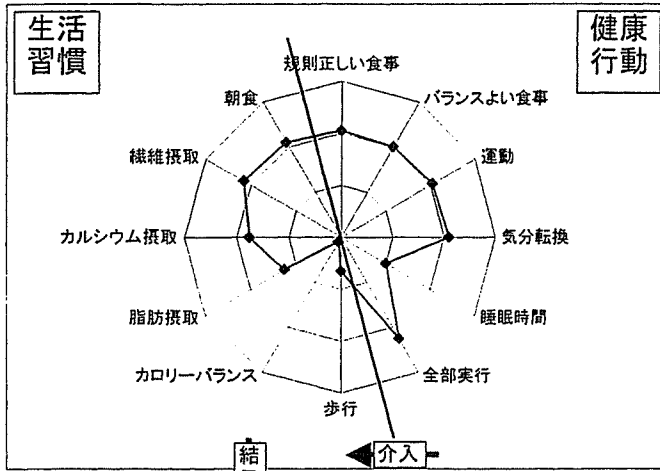 生活
習慣
健康
行動
規則正しい食事
朝食
バランスよい食事
繊維摂取
運動
カルシウム摂取
気分転換
脂肪摂取
睡眠時間
カロリーバランス
全部実行
歩行
結
介入